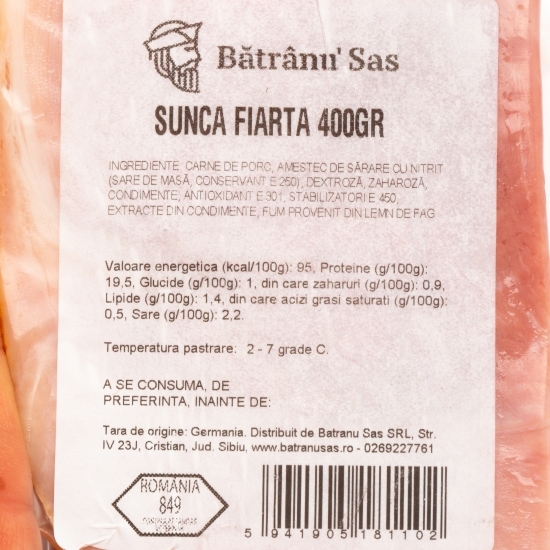 Bătrânu' Sas
SUNCA FIARTA 400GR
INGREDIENTE: CARNE DE PORC, AMESTEC DE SĂRARE CU NITRIT
(SARE DE MASĂ, CONSERVANT E 250), DEXTROZĂ, ZAHAROZĂ,
CONDIMENTE; ANTIOXIDANT E 301, STABILIZATORI E 450,
EXTRACTE DIN CONDIMENTE, FUM PROVENIT DIN LEMN DE FAG
Valoare energetica (kcal/100g): 95, Proteine (g/100g):
19,5, Glucide (g/100g): 1, din care zaharuri (g/100g): 0,9,
Lipide (g/100g): 1,4, din care acizi grasi saturati (g/100g):
0,5, Sare (g/100g): 2,2.
Temperatura pastrare: 2 - 7 grade C.
A SE CONSUMA, DE
PREFERINTA, INAINTE DE:
Tara de origine: Germania. Distribuit de Batranu Sas SRL, Str.
IV 23J, Cristian, Jud. Sibiu, www.batranusas.ro - 0269227761
ROMÂNIA
849
5 941905 181102